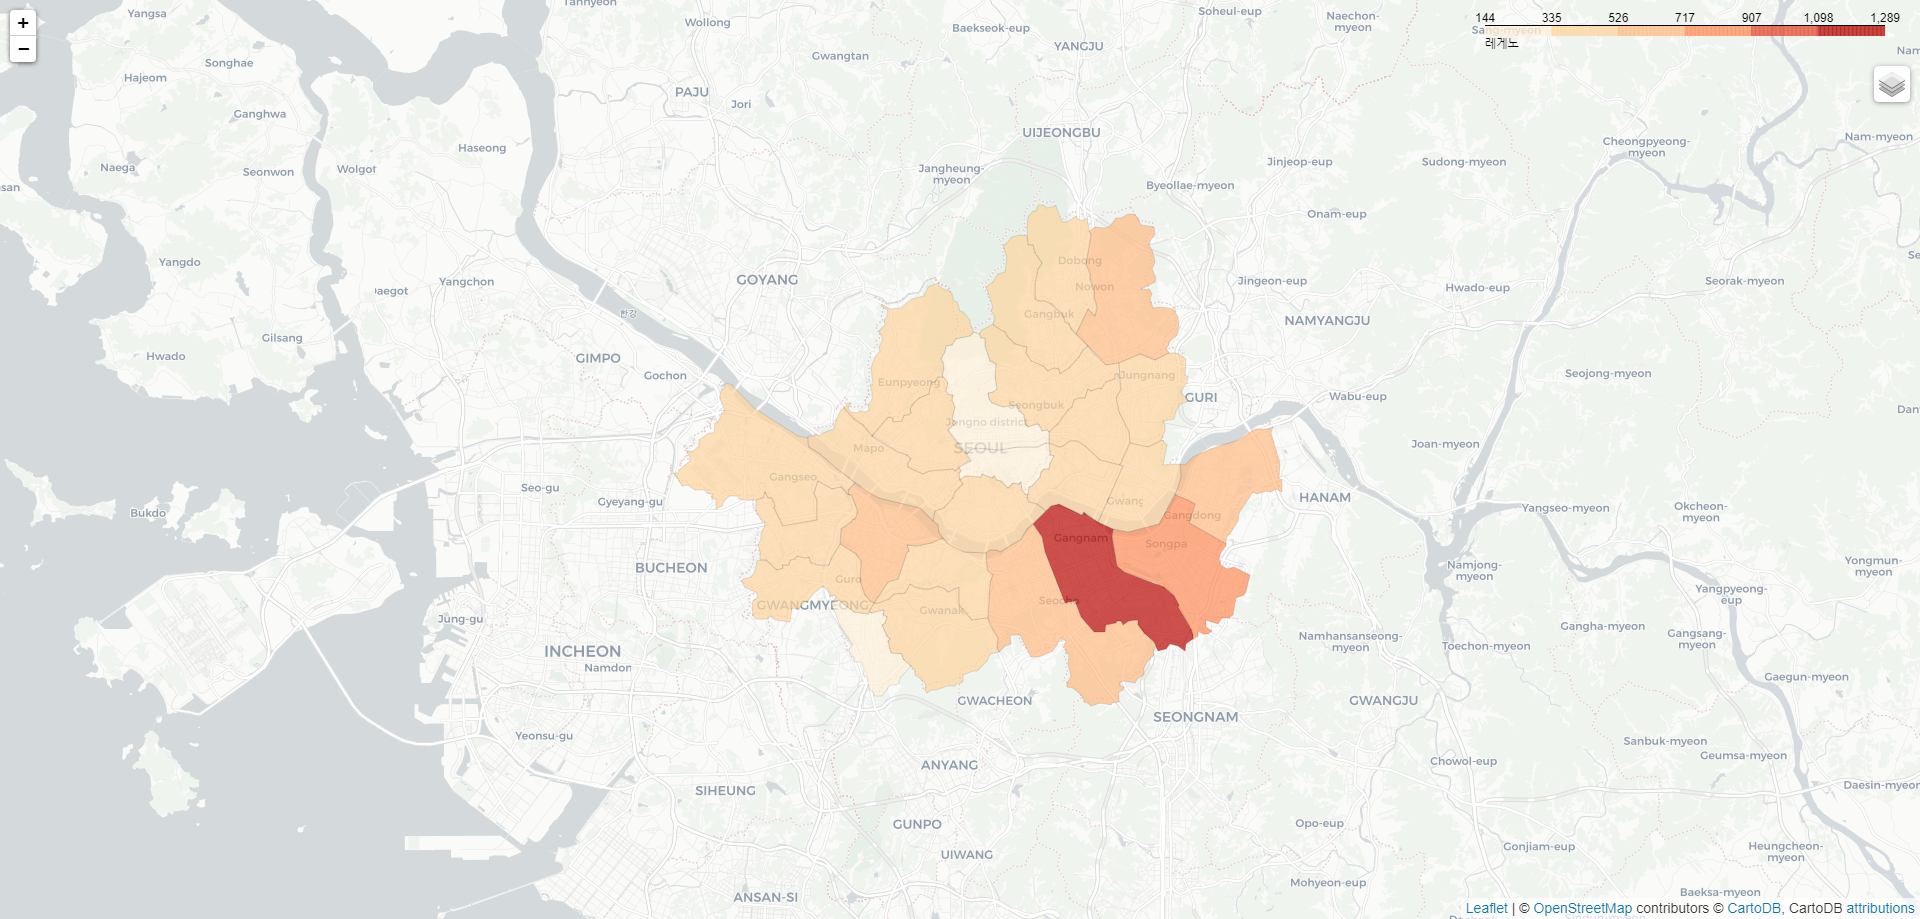 +
−
144 335 526 717 907 1,098 1,289
레게노
Yangsa
Songhae
Hajeom
Ganghwa
Haseong
Naega
Seonwon
Wolgot
Yangdo
Yangchon
Gilsang
Hwado
Wollong
Gwangtan
Baekseok-eup
YANGJU
Soheul-eup
Naechon-
myeon
PAJU
Jori
UIJEONGBU
Jangheung-
myeon
Jinjeop-eup
Byeollae-myeon
Sudong-myeon
Cheongpyeong-
myeon
Nam-myeon
Onam-eup
GOYANG
한강
Dobong
Nowon
Jingeon-eup
Hwado-eup
Seorak-myeon
Gangbuk
NAMYANGJU
GIMPO
Gochon
Eunpyeong
Jungnang
Seojong-myeon
GURI
Wabu-eup
Seongbuk
Jongno district
SEOUL
Mapo
Joan-myeon
Gangseo
Seo-gu
Gyeyang-gu
Bukdo
Gwang
HANAM
Gangdong
Yangseo-myeon
Okcheon-
myeon
Gangnam
Songpa
BUCHEON
Guro
Namjong-
myeon
Yongmun-
myeon
Yangpyeong-
eup
GWANGMYEONG
Gwanak
Seocho
Jung-gu
Gangha-myeon
Gangsang-
myeon
Namhansanseong-
myeon
Toechon-myeon
INCHEON
Namdon
Gaegun-myeon
GWACHEON
GWANGJU
SEONGNAM
Yeonsu-gu
Sanbuk-myeon
Geumsa-myeon
Chowol-eup
ANYANG
SIHEUNG
Daesin-myeon
GUNPO
Opo-eup
Gonjiam-eup
Heungcheon-
myeon
UIWANG
Mohyeon-eup
ANSAN-SI
Baeksa-myeon
Leaflet | © OpenStreetMap contributors © CartoDB, CartoDB attributions